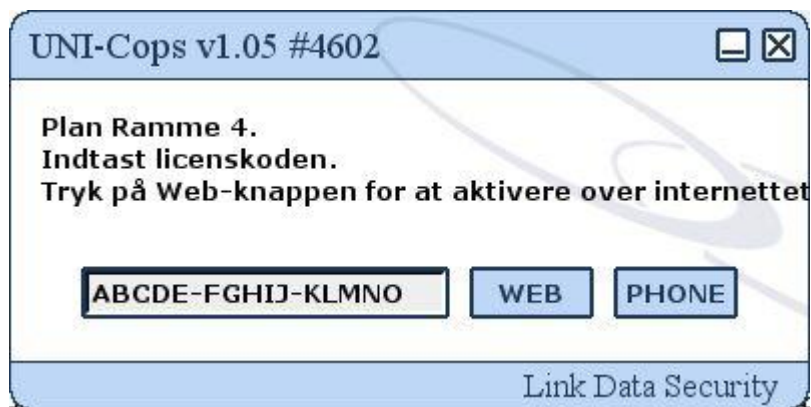 UNI-Cops v1.05 #4602
Plan Ramme 4.
Indtast licenskoden.
Tryk på Web-knappen for at aktivere over internettet
ABCDE-FGHIJ-KLMNO
WEB
PHONE
Link Data Security